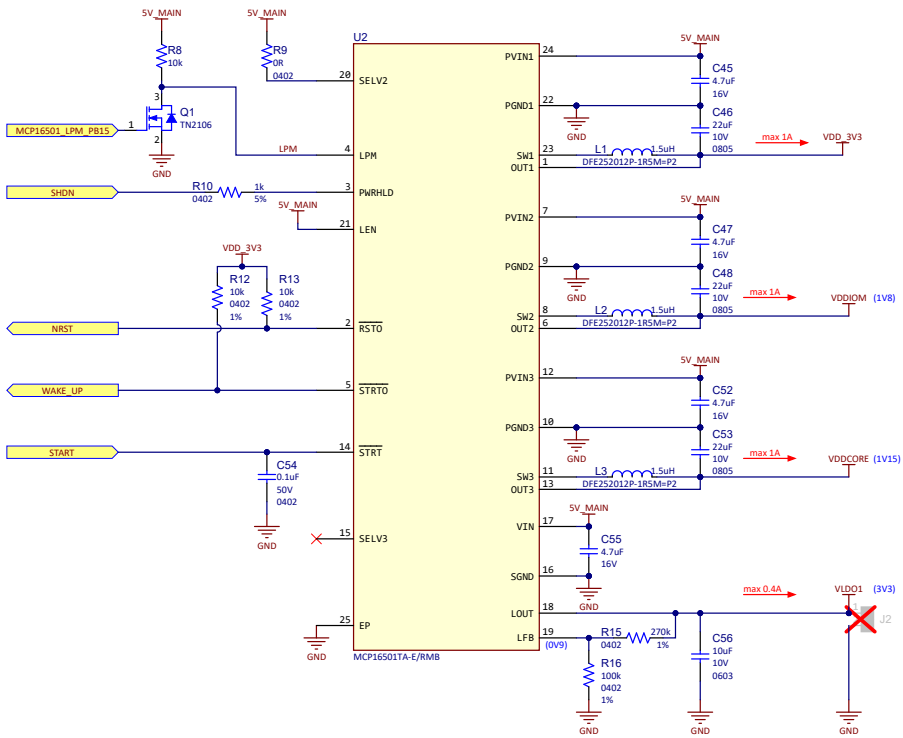 5V_MAIN
R8
10k
3
Q1
TN2106
1
2
MCP16501_LPM_PB15
GND
5V_MAIN
R9
0R
0402
LPM
SHDN
R10
0402
1k
5%
5V_MAIN
VDD_3V3
R12
10k
0402
1%
R13
10k
0402
1%
NRST
WAKE_UP
START
C54
0.1uF
50V
0402
GND
GND
U2
20 SELV2
4 LPM
3 PWRHLD
21 LEN
2 RSTO
5 STRTO
14 STRT
15 SELV3
25 EP
MCP16501TA-E/RMB
PVIN1 24
PGND1 22
SW1 23
OUT1 1
PVIN2 7
PGND2 9
SW2 8
OUT2 6
PVIN3 12
PGND3 10
SW3 11
OUT3 13
VIN 17
SGND 16
LOUT 18
LFB 19
(0V9)
5V_MAIN
C45
4.7uF
16V
GND
C46
22uF
10V
0805
L1 1.5uH
DFE252012P-1R5M=P2
max 1A
VDD_3V3
5V_MAIN
C47
4.7uF
16V
GND
C48
22uF
10V
0805
L2 1.5uH
DFE252012P-1R5M=P2
max 1A
VDDIOM (1V8)
5V_MAIN
C52
4.7uF
16V
GND
C53
22uF
10V
0805
L3 1.5uH
DFE252012P-1R5M=P2
max 1A
VDDCORE (1V15)
5V_MAIN
C55
4.7uF
16V
GND
max 0.4A
VLDO1 (3V3)
J2
R15 270k
0402 1%
R16
100k
0402
1%
GND
C56
10uF
10V
0603
GND
GND